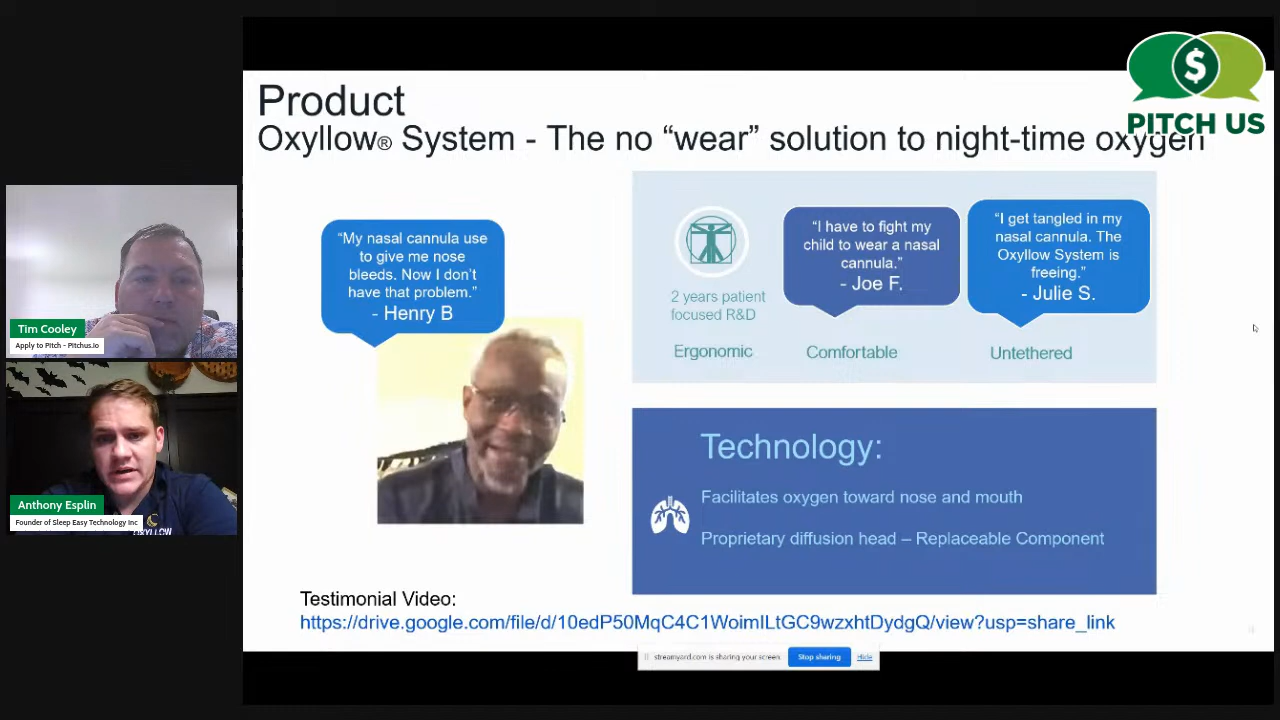 Product
Oxyllow® System - The no “wear” solution to night-time oxygen
$
PITCH US
“My nasal cannula use
to give me nose
bleeds. Now I don't
have that problem.”
- Henry B
2 years patient
focused R&D
Ergonomic
“I have to fight my
child to wear a nasal
cannula.”
- Joe F.
Comfortable
“I get tangled in my
nasal cannula. The
Oxyllow System is
freeing.”
- Julie S.
Untethered
Technology:
Facilitates oxygen toward nose and mouth
Proprietary diffusion head – Replaceable Component
Testimonial Video:
https://drive.google.com/file/d/10edP50MqC4C1WoimILtGC9wzxhtDydgQ/view?usp=share_link
streamyard.com is sharing your screen.
Stop sharing
Hide
Tim Cooley
Apply to Pitch - Pitchus.io
Anthony Esplin
Founder of Sleep Easy Technology Inc